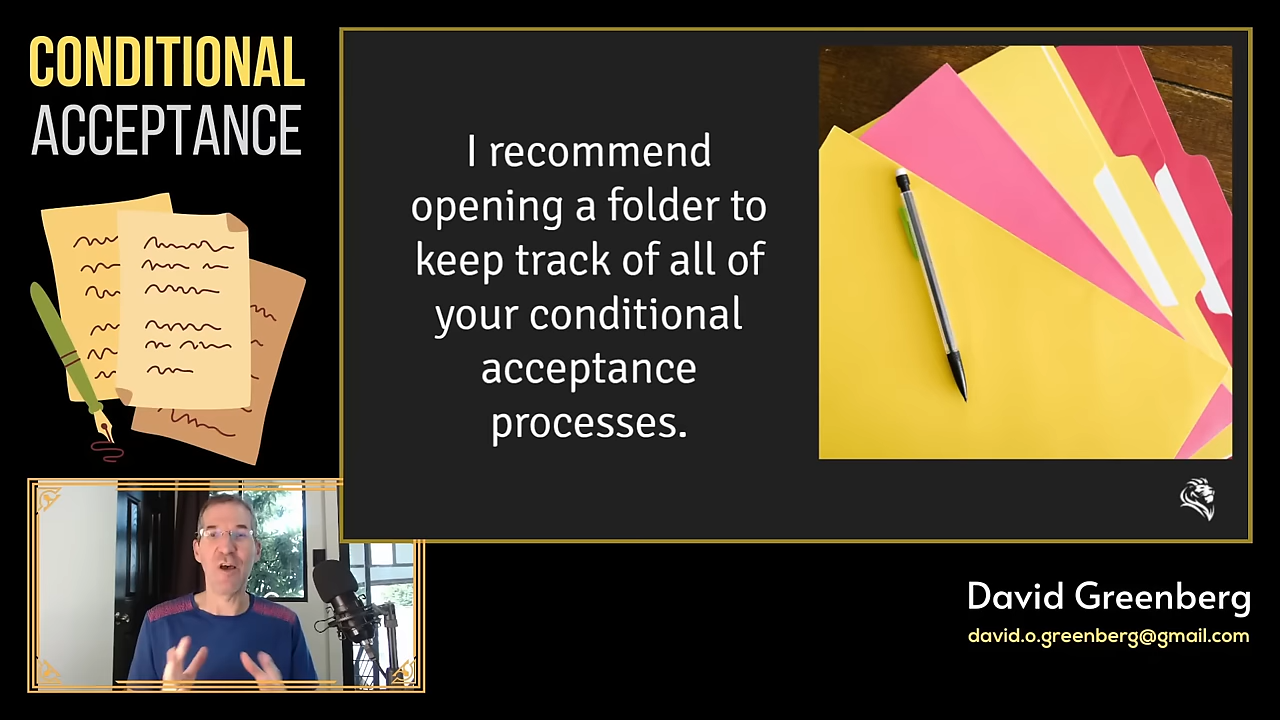 CONDITIONAL
ACCEPTANCE
I recommend
opening a folder to
keep track of all of
your conditional
acceptance
processes.
David Greenberg
david.o.greenberg@gmail.com